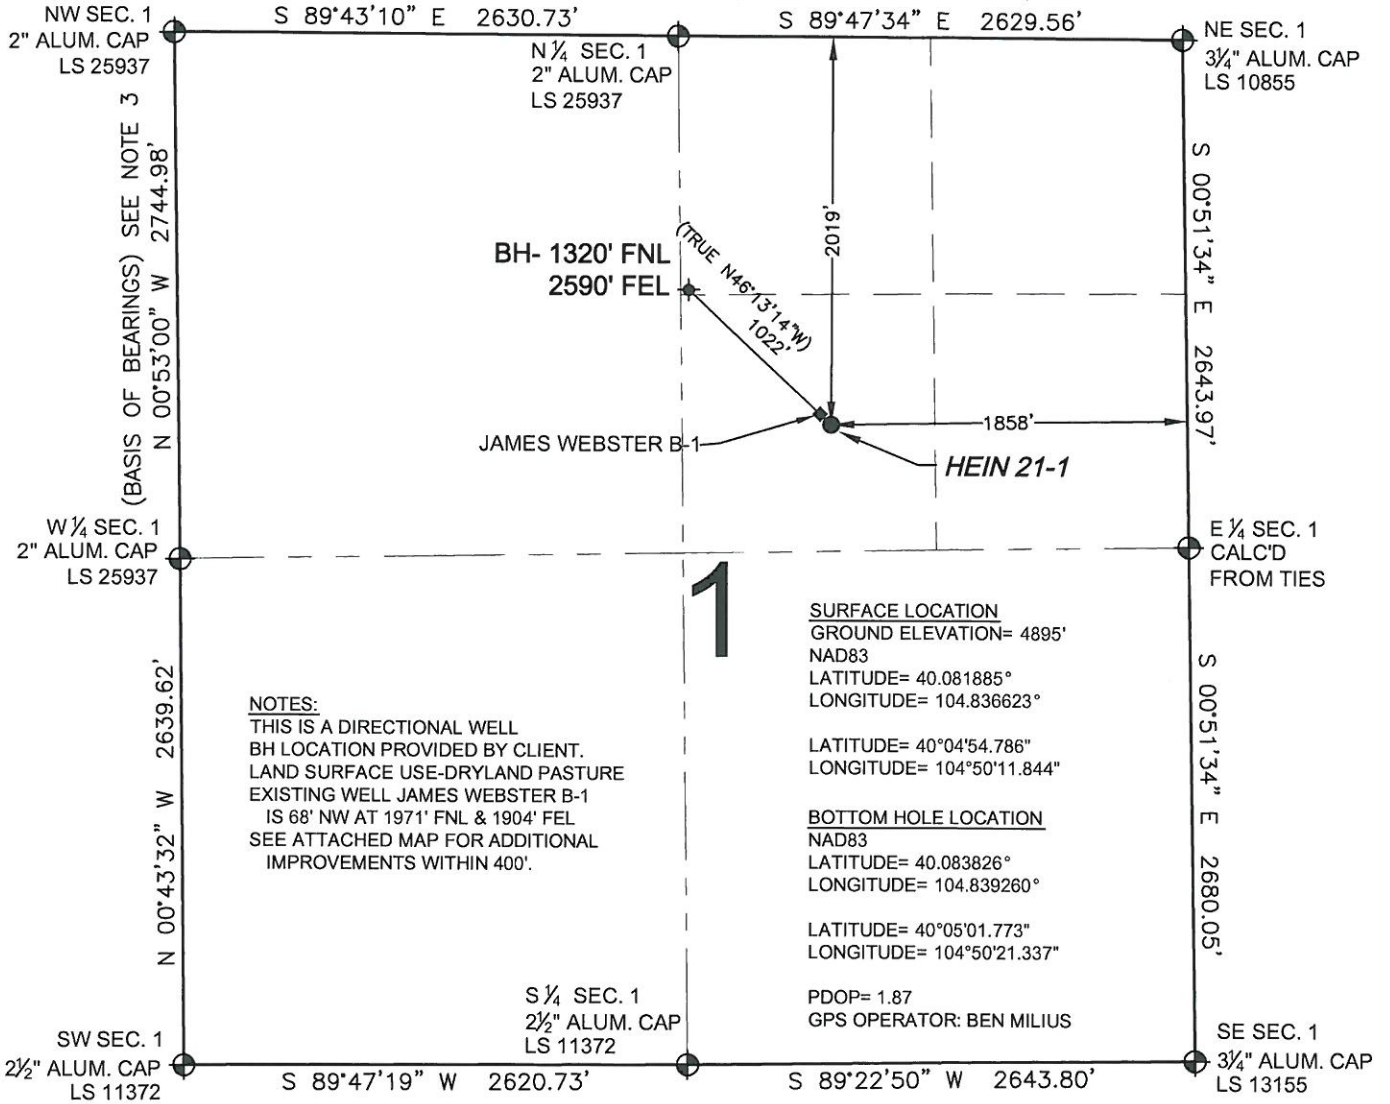 NW SEC. 1
2" ALUM. CAP
LS 25937
S 89°43'10" E 2630.73'
N 1/4 SEC. 1
2" ALUM. CAP
LS 25937
S 89°47'34" E 2629.56'
NE SEC. 1
3 1/4" ALUM. CAP
LS 10855
(BASIS OF BEARINGS) SEE NOTE 3
N 00°53'00" W 2744.98'
BH- 1320' FNL
2590' FEL
(TRUE N46°13'14"W)
1022'
2019'
S 00°51'34" E 2643.97'
1858'
JAMES WEBSTER B-1
HEIN 21-1
W 1/4 SEC. 1
2" ALUM. CAP
LS 25937
E 1/4 SEC. 1
CALC'D
FROM TIES
1
N 00°43'32" W 2639.62'
NOTES:
THIS IS A DIRECTIONAL WELL
BH LOCATION PROVIDED BY CLIENT.
LAND SURFACE USE-DRYLAND PASTURE
EXISTING WELL JAMES WEBSTER B-1
IS 68' NW AT 1971' FNL & 1904' FEL
SEE ATTACHED MAP FOR ADDITIONAL
IMPROVEMENTS WITHIN 400'.
SURFACE LOCATION
GROUND ELEVATION= 4895'
NAD83
LATITUDE= 40.081885°
LONGITUDE= 104.836623°
LATITUDE= 40°04'54.786"
LONGITUDE= 104°50'11.844"
BOTTOM HOLE LOCATION
NAD83
LATITUDE= 40.083826°
LONGITUDE= 104.839260°
LATITUDE= 40°05'01.773"
LONGITUDE= 104°50'21.337"
PDOP= 1.87
GPS OPERATOR: BEN MILIUS
S 00°51'34" E 2680.05'
SW SEC. 1
2 1/2" ALUM. CAP
LS 11372
S 89°47'19" W 2620.73'
S 1/4 SEC. 1
2 1/2" ALUM. CAP
LS 11372
S 89°22'50" W 2643.80'
SE SEC. 1
3 1/4" ALUM. CAP
LS 13155